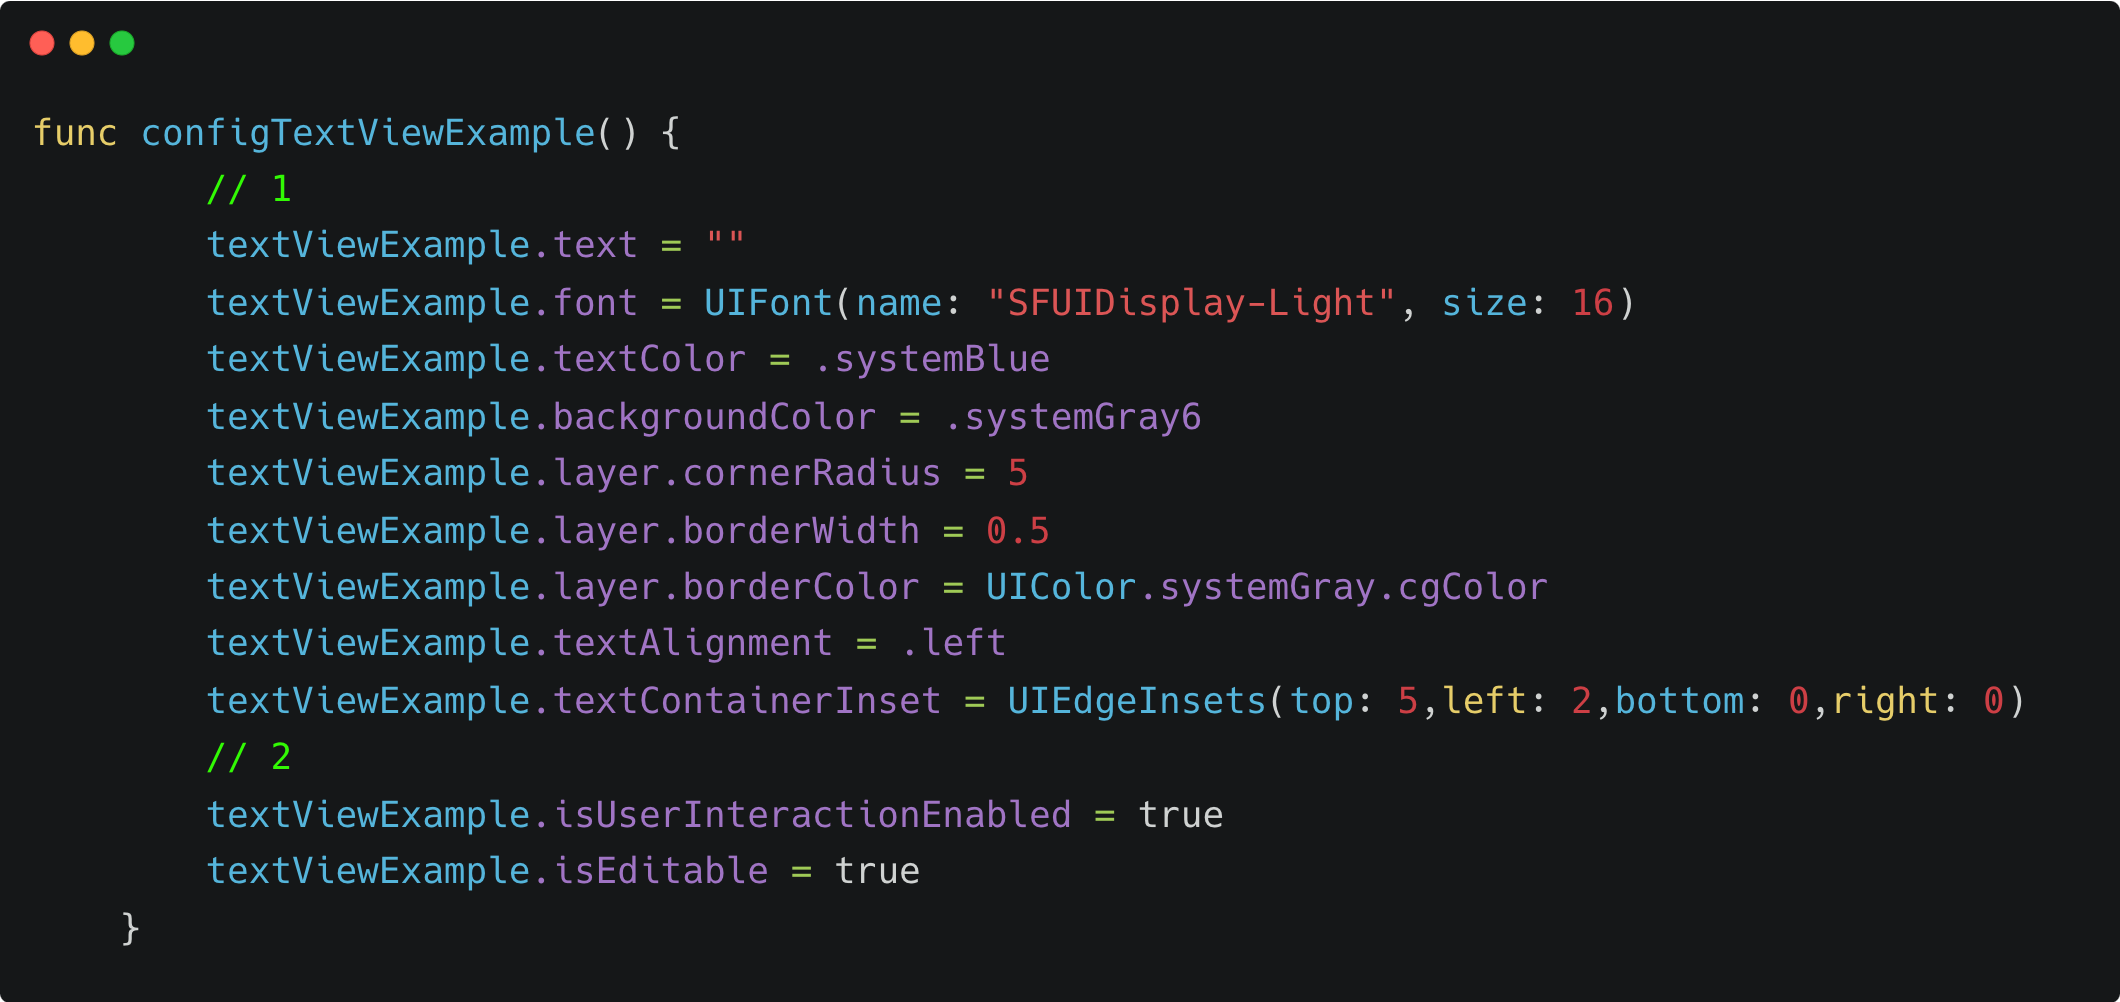 func configTextViewExample() {
// 1
textViewExample.text = ""
textViewExample.font = UIFont(name: "SFUIDisplay-Light", size: 16)
textViewExample.textColor = .systemBlue
textViewExample.backgroundColor = .systemGray6
textViewExample.layer.cornerRadius = 5
textViewExample.layer.borderWidth = 0.5
textViewExample.layer.borderColor = UIColor.systemGray.cgColor
textViewExample.textAlignment = .left
textViewExample.textContainerInset = UIEdgeInsets(top: 5,left: 2,bottom: 0,right: 0)
// 2
textViewExample.isUserInteractionEnabled = true
textViewExample.isEditable = true
}